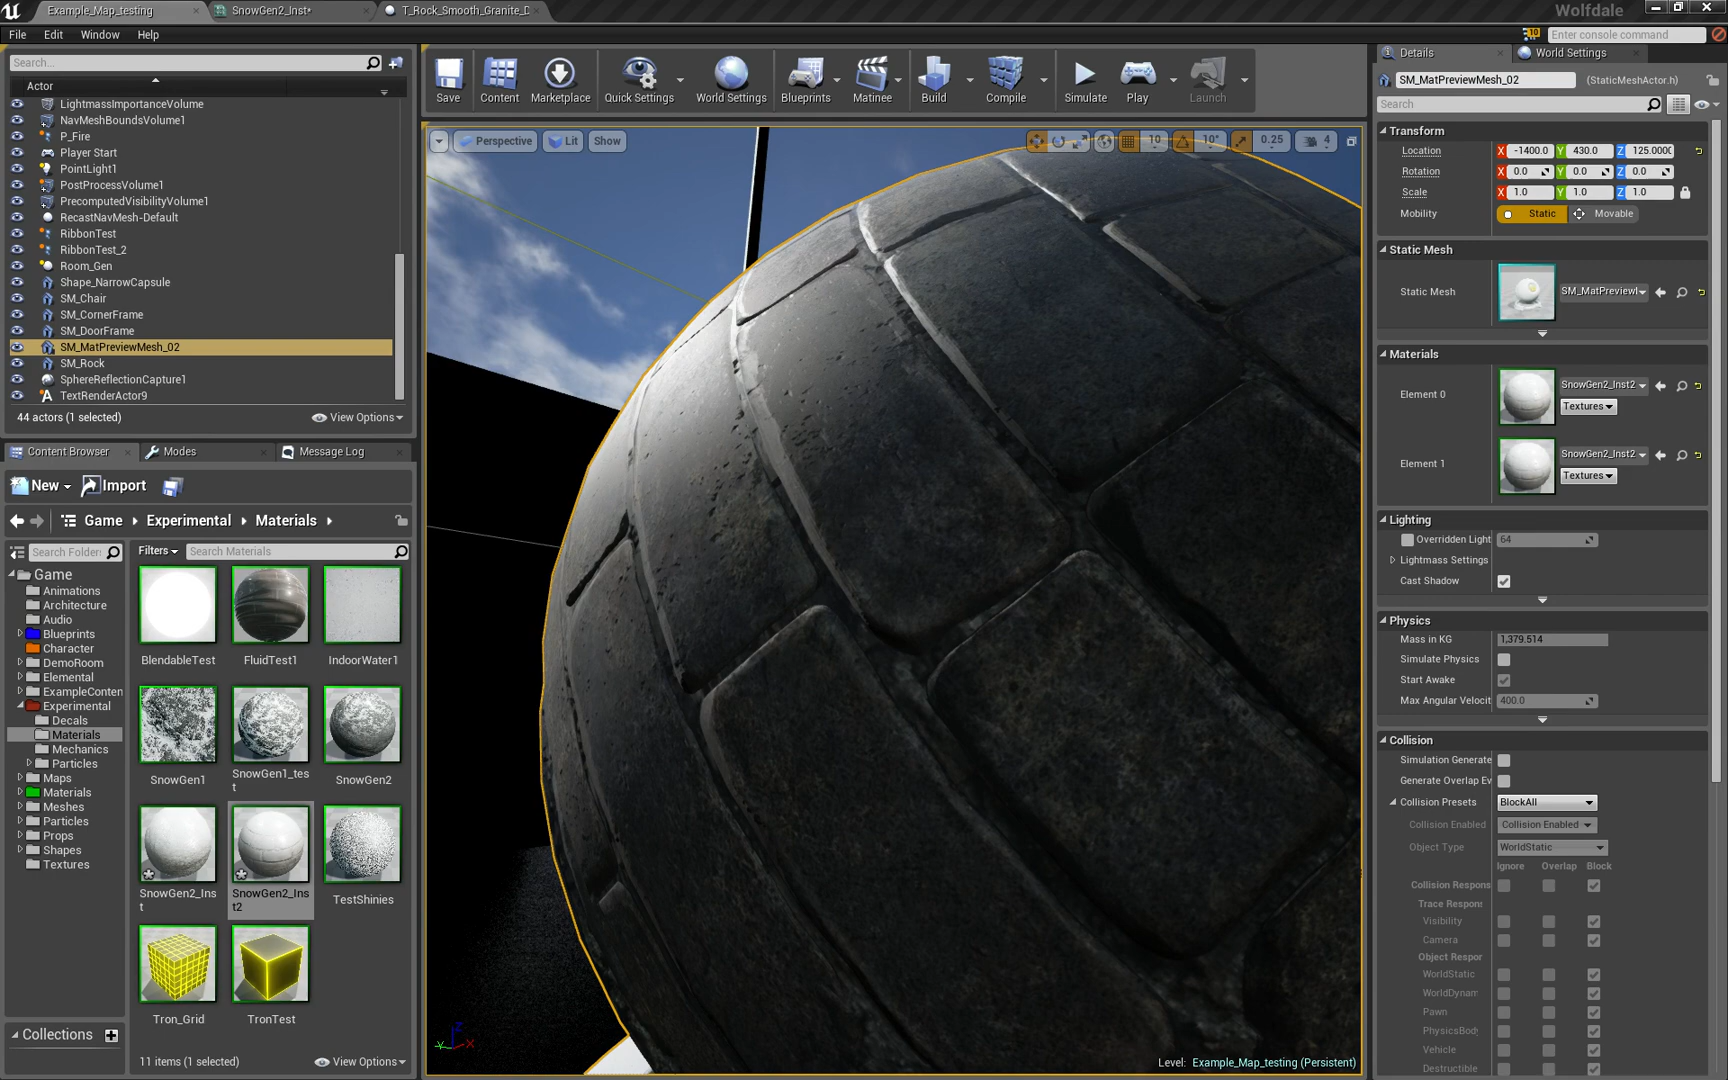 Example_Map_testing
SnowGen2_Inst*
T_Rock_Smooth_Granite_D
Wolfdale
File Edit Window Help
10
Enter console command
Search...
Actor
LightmassImportanceVolume
NavMeshBoundsVolume1
P_Fire
Player Start
PointLight1
PostProcessVolume1
PrecomputedVisibilityVolume1
RecastNavMesh-Default
RibbonTest
RibbonTest_2
Room_Gen
Shape_NarrowCapsule
SM_Chair
SM_CornerFrame
SM_DoorFrame
SM_MatPreviewMesh_02
SM_Rock
SphereReflectionCapture1
TextRenderActor9
44 actors (1 selected)
View Options
Content Browser
Modes
Message Log
New
Import
Game
Experimental
Materials
Search Folders
Filters
Search Materials
Game
Animations
Architecture
Audio
Blueprints
Character
DemoRoom
Elemental
ExampleConten
Experimental
Decals
Materials
Mechanics
Particles
Maps
Materials
Meshes
Particles
Props
Shapes
Textures
Collections
BlendableTest
FluidTest1
IndoorWater1
SnowGen1
SnowGen1_tes
t
SnowGen2
SnowGen2_Ins
t
SnowGen2_Ins
t2
TestShinies
Tron_Grid
TronTest
11 items (1 selected)
View Options
Save
Content
Marketplace
Quick Settings
World Settings
Blueprints
Matinee
Build
Compile
Simulate
Play
Launch
Perspective
Lit
Show
10
10°
0.25
4
Z
Y
X
Level: Example_Map_testing (Persistent)
Details
World Settings
SM_MatPreviewMesh_02
(StaticMeshActor.h)
Search
Transform
Location X -1400.0 Y 430.0 Z 125.000
Rotation X 0.0 Y 0.0 Z 0.0
Scale X 1.0 Y 1.0 Z 1.0
Mobility Static Movable
Static Mesh
Static Mesh SM_MatPreviewI
Materials
Element 0 SnowGen2_Inst2
Textures
Element 1 SnowGen2_Inst2
Textures
Lighting
Overridden Light 64
Lightmass Settings
Cast Shadow
Physics
Mass in KG 1,379.514
Simulate Physics
Start Awake
Max Angular Velocit 400.0
Collision
Simulation Generate
Generate Overlap Ev
Collision Presets BlockAll
Collision Enabled Collision Enabled
Object Type WorldStatic
Ignore Overlap Block
Collision Respons
Trace Respons
Visibility
Camera
Object Respor
WorldStatic
WorldDynam
Pawn
PhysicsBody
Vehicle
Destructible